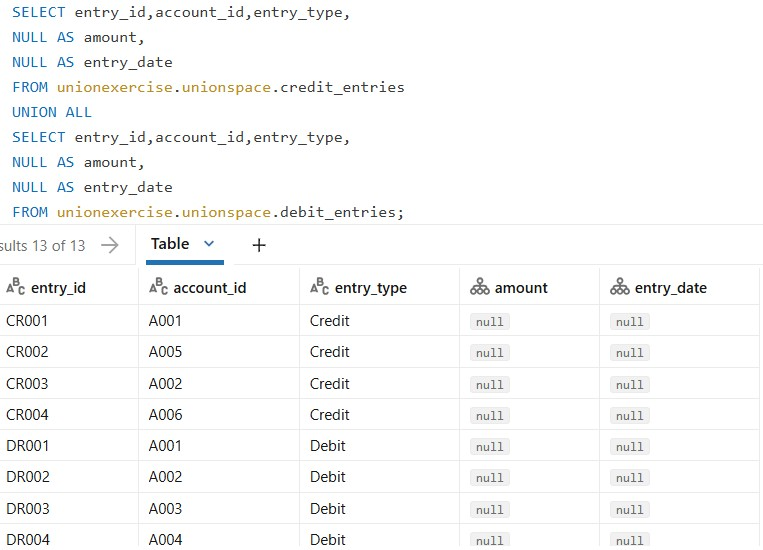 SELECT entry_id,account_id,entry_type,
NULL AS amount,
NULL AS entry_date
FROM unionexercise.unionspace.credit_entries
UNION ALL
SELECT entry_id,account_id,entry_type,
NULL AS amount,
NULL AS entry_date
FROM unionexercise.unionspace.debit_entries;
sults 13 of 13 → Table +
ABC entry_id ABC account_id ABC entry_type amount entry_date
CR001 A001 Credit null null
CR002 A005 Credit null null
CR003 A002 Credit null null
CR004 A006 Credit null null
DR001 A001 Debit null null
DR002 A002 Debit null null
DR003 A003 Debit null null
DR004 A004 Debit null null